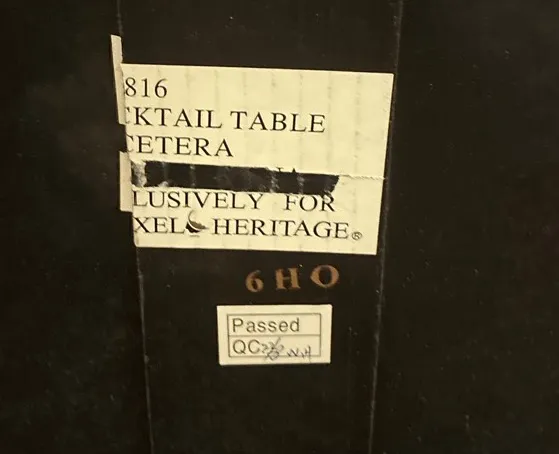 816
CKTAIL TABLE
CETERA
LUSIVELY FOR
XEL HERITAGE®
6HO
Passed
QC